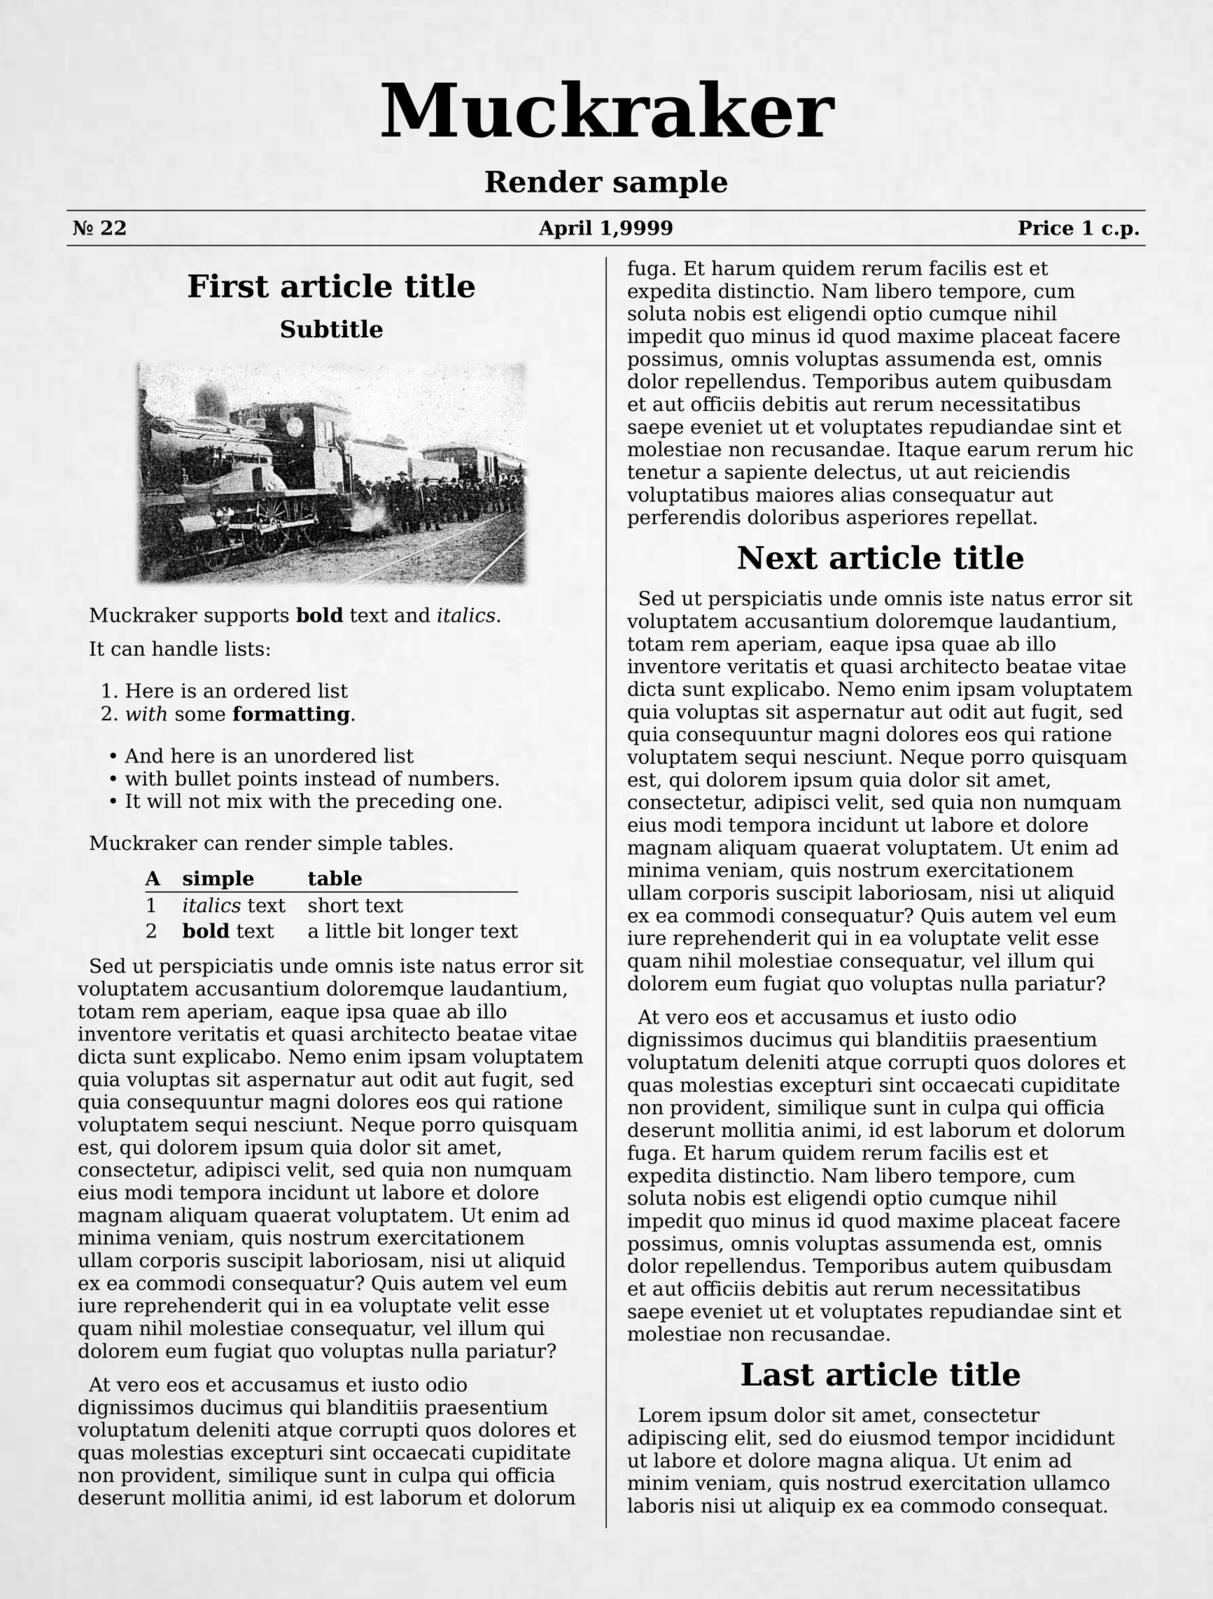 Muckraker
Render sample
№ 22 April 1,9999 Price 1 c.p.
First article title
Subtitle
Muckraker supports bold text and italics.
It can handle lists:
1. Here is an ordered list
2. with some formatting.
• And here is an unordered list
• with bullet points instead of numbers.
• It will not mix with the preceding one.
Muckraker can render simple tables.
A simple table
1 italics text short text
2 bold text a little bit longer text
Sed ut perspiciatis unde omnis iste natus error sit
voluptatem accusantium doloremque laudantium,
totam rem aperiam, eaque ipsa quae ab illo
inventore veritatis et quasi architecto beatae vitae
dicta sunt explicabo. Nemo enim ipsam voluptatem
quia voluptas sit aspernatur aut odit aut fugit, sed
quia consequuntur magni dolores eos qui ratione
voluptatem sequi nesciunt. Neque porro quisquam
est, qui dolorem ipsum quia dolor sit amet,
consectetur, adipisci velit, sed quia non numquam
eius modi tempora incidunt ut labore et dolore
magnam aliquam quaerat voluptatem. Ut enim ad
minima veniam, quis nostrum exercitationem
ullam corporis suscipit laboriosam, nisi ut aliquid
ex ea commodi consequatur? Quis autem vel eum
iure reprehenderit qui in ea voluptate velit esse
quam nihil molestiae consequatur, vel illum qui
dolorem eum fugiat quo voluptas nulla pariatur?
At vero eos et accusamus et iusto odio
dignissimos ducimus qui blanditiis praesentium
voluptatum deleniti atque corrupti quos dolores et
quas molestias excepturi sint occaecati cupiditate
non provident, similique sunt in culpa qui officia
deserunt mollitia animi, id est laborum et dolorum
fuga. Et harum quidem rerum facilis est et
expedita distinctio. Nam libero tempore, cum
soluta nobis est eligendi optio cumque nihil
impedit quo minus id quod maxime placeat facere
possimus, omnis voluptas assumenda est, omnis
dolor repellendus. Temporibus autem quibusdam
et aut officiis debitis aut rerum necessitatibus
saepe eveniet ut et voluptates repudiandae sint et
molestiae non recusandae. Itaque earum rerum hic
tenetur a sapiente delectus, ut aut reiciendis
voluptatibus maiores alias consequatur aut
perferendis doloribus asperiores repellat.
Next article title
Sed ut perspiciatis unde omnis iste natus error sit
voluptatem accusantium doloremque laudantium,
totam rem aperiam, eaque ipsa quae ab illo
inventore veritatis et quasi architecto beatae vitae
dicta sunt explicabo. Nemo enim ipsam voluptatem
quia voluptas sit aspernatur aut odit aut fugit, sed
quia consequuntur magni dolores eos qui ratione
voluptatem sequi nesciunt. Neque porro quisquam
est, qui dolorem ipsum quia dolor sit amet,
consectetur, adipisci velit, sed quia non numquam
eius modi tempora incidunt ut labore et dolore
magnam aliquam quaerat voluptatem. Ut enim ad
minima veniam, quis nostrum exercitationem
ullam corporis suscipit laboriosam, nisi ut aliquid
ex ea commodi consequatur? Quis autem vel eum
iure reprehenderit qui in ea voluptate velit esse
quam nihil molestiae consequatur, vel illum qui
dolorem eum fugiat quo voluptas nulla pariatur?
At vero eos et accusamus et iusto odio
dignissimos ducimus qui blanditiis praesentium
voluptatum deleniti atque corrupti quos dolores et
quas molestias excepturi sint occaecati cupiditate
non provident, similique sunt in culpa qui officia
deserunt mollitia animi, id est laborum et dolorum
fuga. Et harum quidem rerum facilis est et
expedita distinctio. Nam libero tempore, cum
soluta nobis est eligendi optio cumque nihil
impedit quo minus id quod maxime placeat facere
possimus, omnis voluptas assumenda est, omnis
dolor repellendus. Temporibus autem quibusdam
et aut officiis debitis aut rerum necessitatibus
saepe eveniet ut et voluptates repudiandae sint et
molestiae non recusandae.
Last article title
Lorem ipsum dolor sit amet, consectetur
adipiscing elit, sed do eiusmod tempor incididunt
ut labore et dolore magna aliqua. Ut enim ad
minim veniam, quis nostrud exercitation ullamco
laboris nisi ut aliquip ex ea commodo consequat.